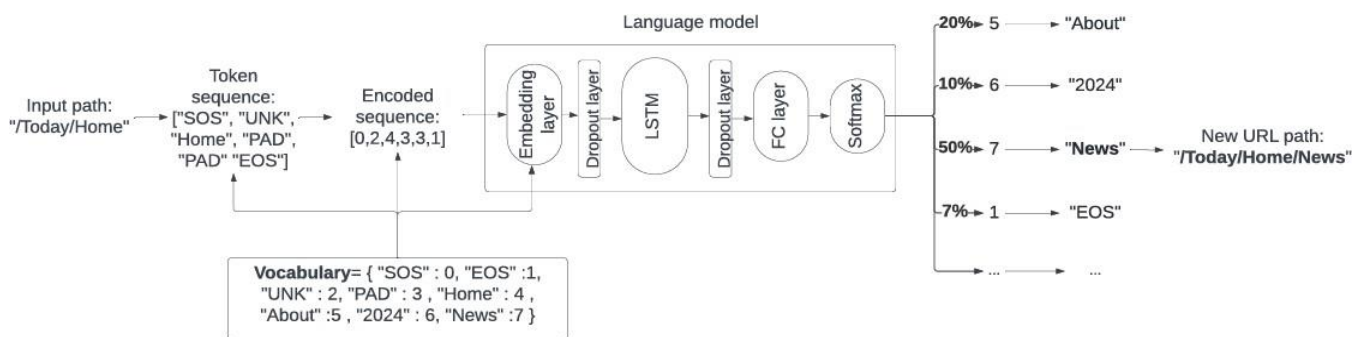 Language model
Input path:
"/Today/Home"
Token
sequence:
["SOS", "UNK",
"Home", "PAD",
"PAD" "EOS"]
Encoded
sequence:
[0,2,4,3,3,1]
Embedding
layer
Dropout layer
LSTM
Dropout layer
FC layer
Softmax
20% 5 "About"
10% 6 "2024"
50% 7 "News"
7% 1 "EOS"
... ...
New URL path:
"/Today/Home/News"
Vocabulary= { "SOS" : 0, "EOS" :1,
"UNK" : 2, "PAD" : 3 , "Home" : 4 ,
"About" :5 , "2024" : 6, "News" :7 }